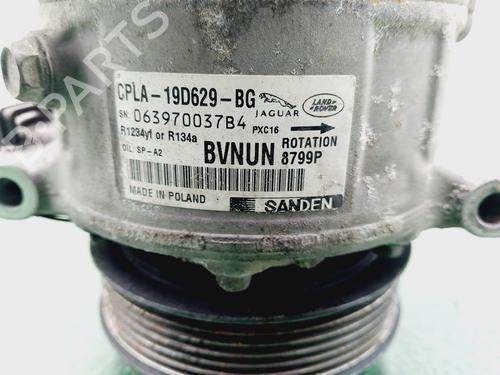 CPLA-19D629-BG
JAGUAR
LAND ROVER
SN: 063970037B4
PXC16
R1234yf or R134a
ROTATION
OIL: SP-A2
BVNUN
8799P
MADE IN POLAND
SANDEN
B-PARTS